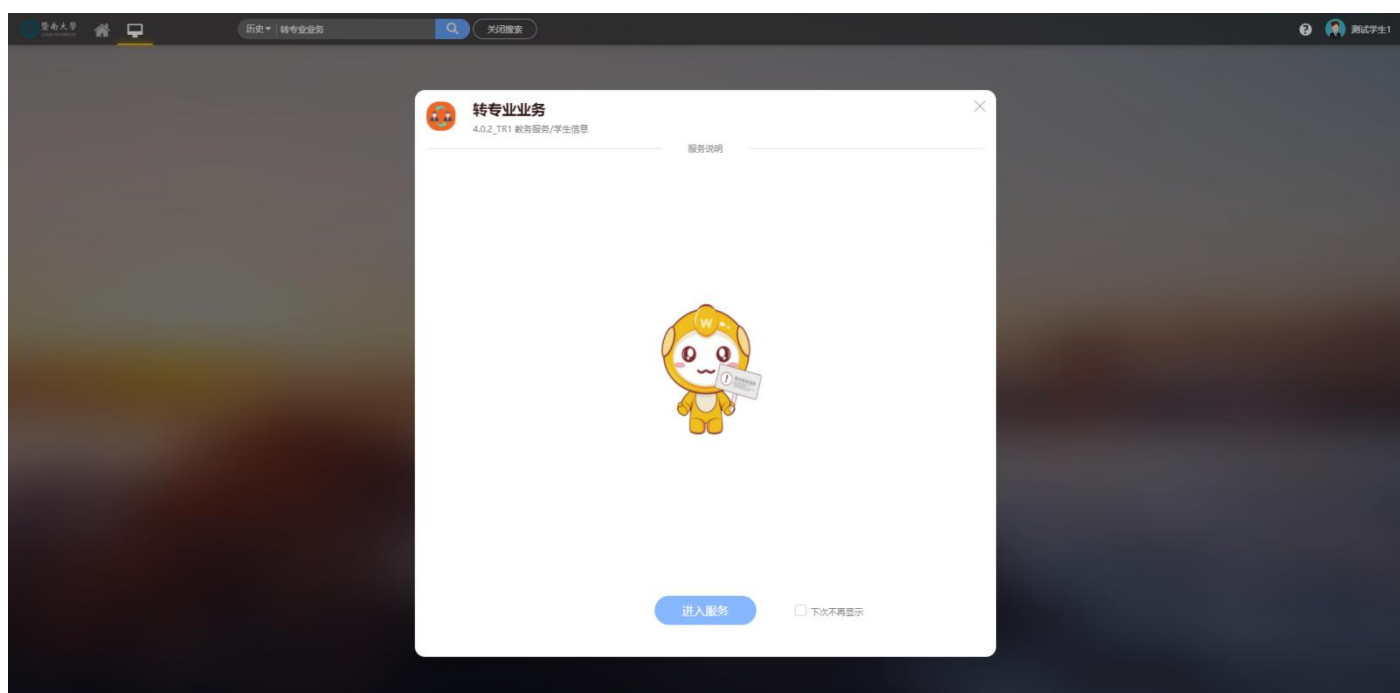 暨南大学
历史 转专业业务
关闭搜索
测试学生1
转专业业务
4.0.2_TR1 教务服务/学生信息
服务说明
W
进入服务
下次不再显示